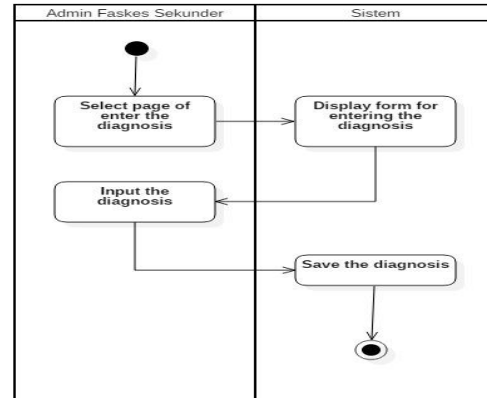 Admin Faskes Sekunder
Sistem
Select page of
enter the
diagnosis
Display form for
entering the
diagnosis
Input the
diagnosis
Save the diagnosis